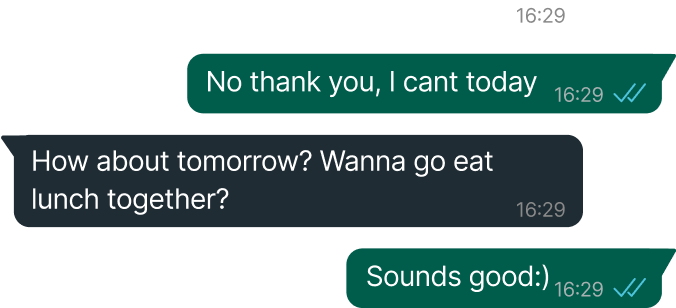 16:29
No thank you, I cant today 16:29
How about tomorrow? Wanna go eat
lunch together?
16:29
Sounds good:) 16:29